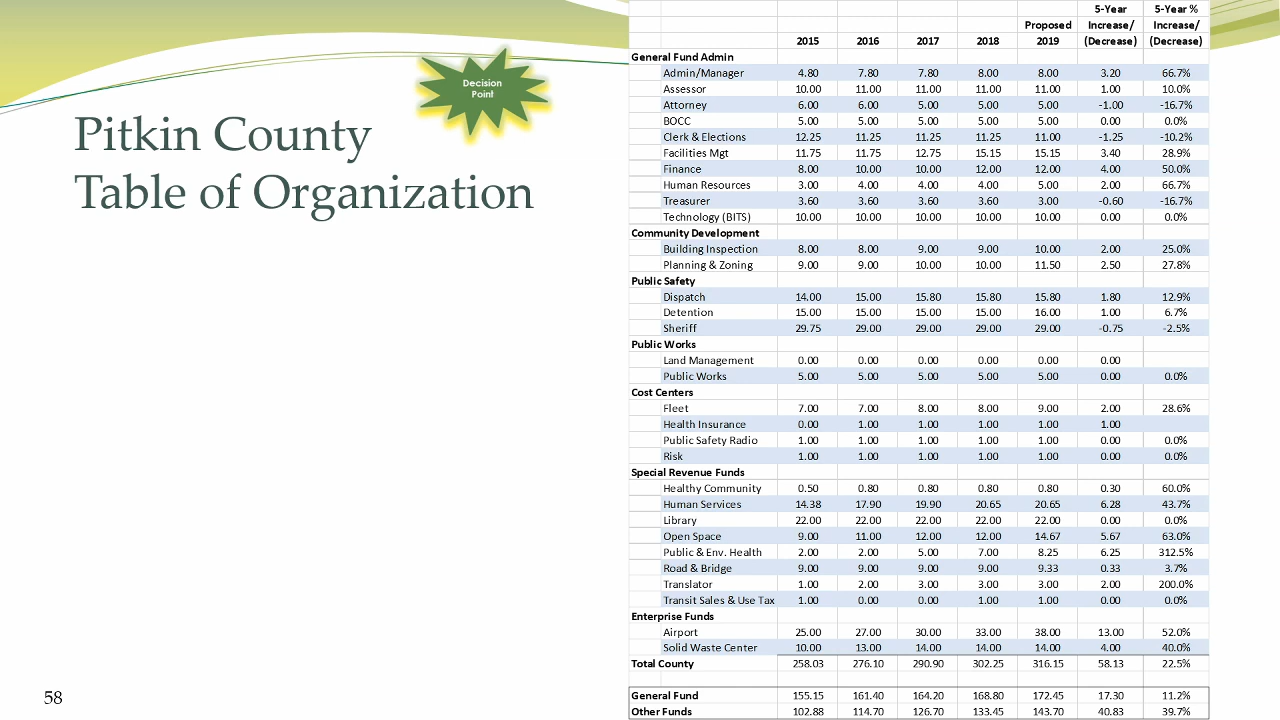 Decision
Point
Pitkin County
Table of Organization
5-Year 5-Year %
Proposed Increase/ Increase/
2015 2016 2017 2018 2019 (Decrease) (Decrease)
General Fund Admin
Admin/Manager 4.80 7.80 7.80 8.00 8.00 3.20 66.7%
Assessor 10.00 11.00 11.00 11.00 11.00 1.00 10.0%
Attorney 6.00 6.00 5.00 5.00 5.00 -1.00 -16.7%
BOCC 5.00 5.00 5.00 5.00 5.00 0.00 0.0%
Clerk & Elections 12.25 11.25 11.25 11.25 11.00 -1.25 -10.2%
Facilities Mgt 11.75 11.75 12.75 15.15 15.15 3.40 28.9%
Finance 8.00 10.00 10.00 12.00 12.00 4.00 50.0%
Human Resources 3.00 4.00 4.00 4.00 5.00 2.00 66.7%
Treasurer 3.60 3.60 3.60 3.60 3.00 -0.60 -16.7%
Technology (BITS) 10.00 10.00 10.00 10.00 10.00 0.00 0.0%
Community Development
Building Inspection 8.00 8.00 9.00 9.00 10.00 2.00 25.0%
Planning & Zoning 9.00 9.00 10.00 10.00 11.50 2.50 27.8%
Public Safety
Dispatch 14.00 15.00 15.80 15.80 15.80 1.80 12.9%
Detention 15.00 15.00 15.00 15.00 16.00 1.00 6.7%
Sheriff 29.75 29.00 29.00 29.00 29.00 -0.75 -2.5%
Public Works
Land Management 0.00 0.00 0.00 0.00 0.00 0.00
Public Works 5.00 5.00 5.00 5.00 5.00 0.00 0.0%
Cost Centers
Fleet 7.00 7.00 8.00 8.00 9.00 2.00 28.6%
Health Insurance 0.00 1.00 1.00 1.00 1.00 1.00
Public Safety Radio 1.00 1.00 1.00 1.00 1.00 0.00 0.0%
Risk 1.00 1.00 1.00 1.00 1.00 0.00 0.0%
Special Revenue Funds
Healthy Community 0.50 0.80 0.80 0.80 0.80 0.30 60.0%
Human Services 14.38 17.90 19.90 20.65 20.65 6.28 43.7%
Library 22.00 22.00 22.00 22.00 22.00 0.00 0.0%
Open Space 9.00 11.00 12.00 12.00 14.67 5.67 63.0%
Public & Env. Health 2.00 2.00 5.00 7.00 8.25 6.25 312.5%
Road & Bridge 9.00 9.00 9.00 9.00 9.33 0.33 3.7%
Translator 1.00 2.00 3.00 3.00 3.00 2.00 200.0%
Transit Sales & Use Tax 1.00 0.00 0.00 1.00 1.00 0.00 0.0%
Enterprise Funds
Airport 25.00 27.00 30.00 33.00 38.00 13.00 52.0%
Solid Waste Center 10.00 13.00 14.00 14.00 14.00 4.00 40.0%
Total County 258.03 276.10 290.90 302.25 316.15 58.13 22.5%
General Fund 155.15 161.40 164.20 168.80 172.45 17.30 11.2%
Other Funds 102.88 114.70 126.70 133.45 143.70 40.83 39.7%
58